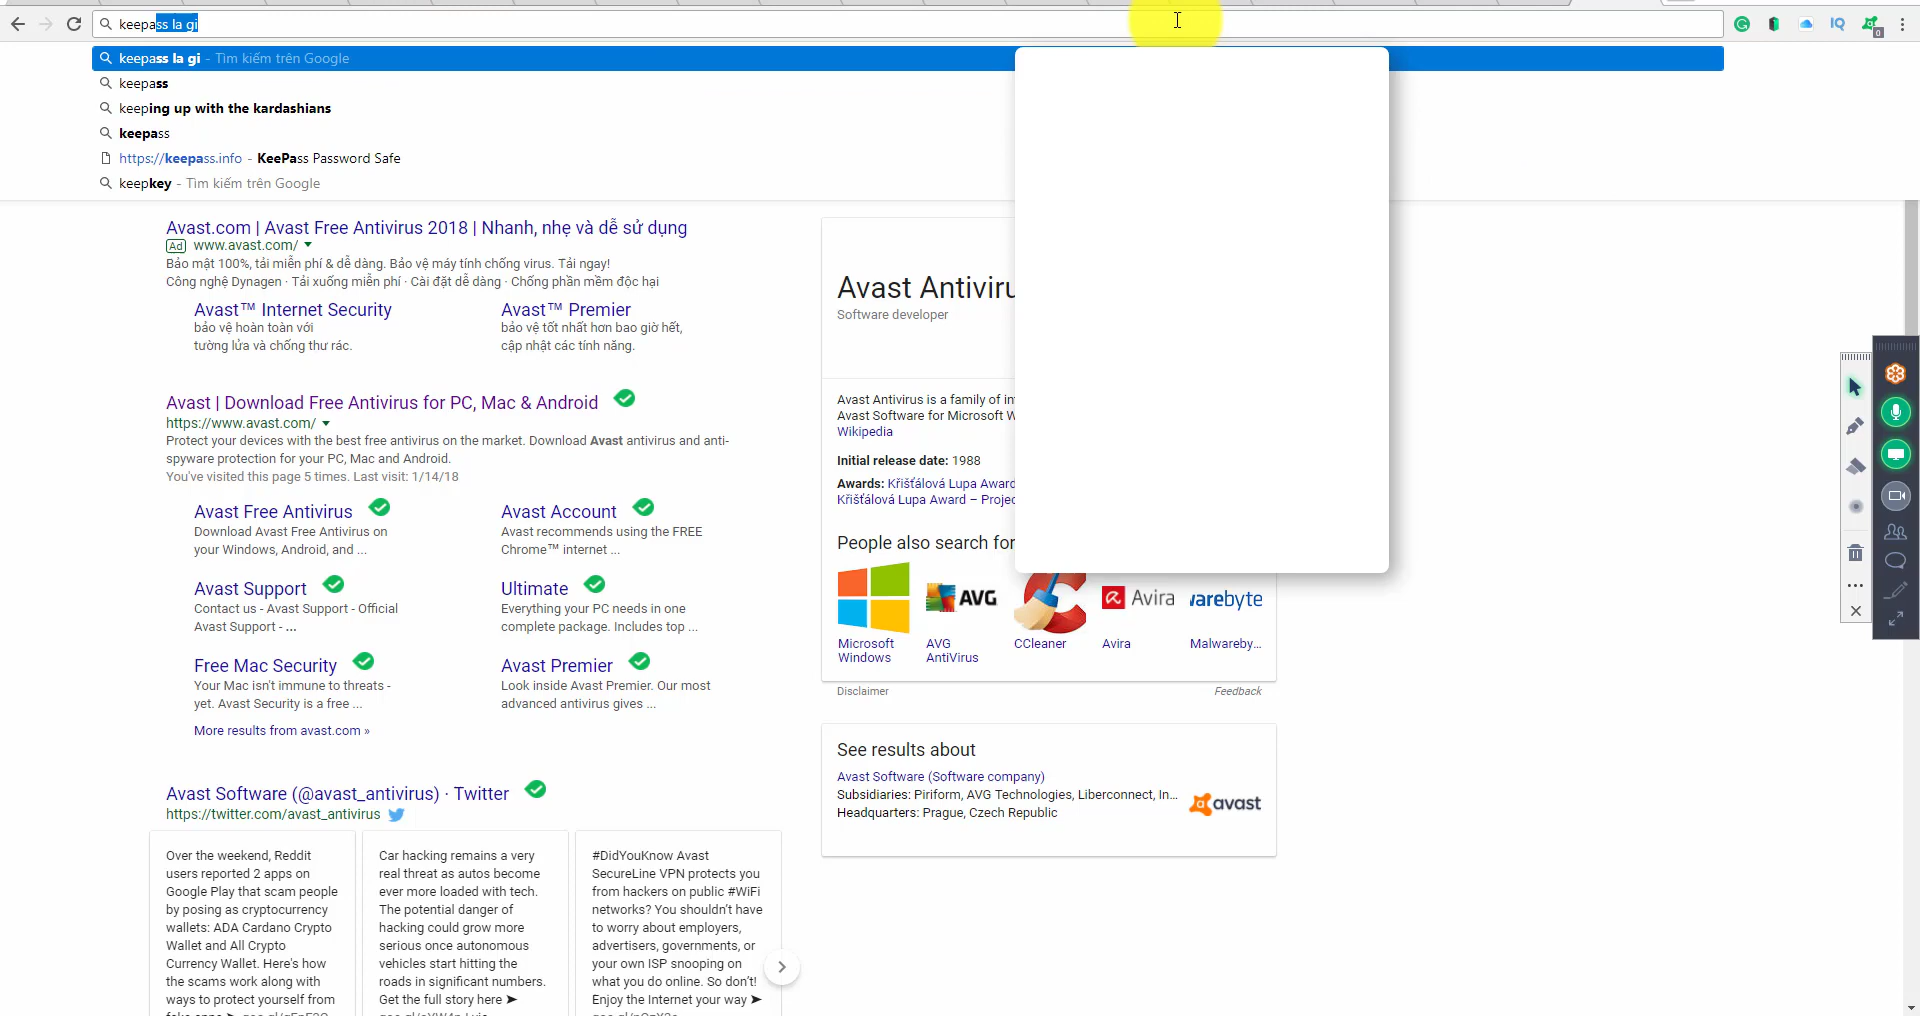 keepass la gi
keepass la gi - Tìm kiếm trên Google
keepass
keeping up with the kardashians
keepass
https://keepass.info - KeePass Password Safe
keepkey - Tìm kiếm trên Google
IQ
0
Avast.com | Avast Free Antivirus 2018 | Nhanh, nhẹ và dễ sử dụng
Ad www.avast.com/
Bảo mật 100%, tải miễn phí & dễ dàng. Bảo vệ máy tính chống virus. Tải ngay!
Công nghệ Dynagen · Tải xuống miễn phí · Cài đặt dễ dàng · Chống phần mềm độc hại
Avast™ Internet Security
bảo vệ hoàn toàn với
tường lửa và chống thư rác.
Avast™ Premier
bảo vệ tốt nhất hơn bao giờ hết,
cập nhật các tính năng.
Avast | Download Free Antivirus for PC, Mac & Android
https://www.avast.com/
Protect your devices with the best free antivirus on the market. Download Avast antivirus and anti-
spyware protection for your PC, Mac and Android.
You've visited this page 5 times. Last visit: 1/14/18
Avast Free Antivirus
Download Avast Free Antivirus on
your Windows, Android, and ...
Avast Account
Avast recommends using the FREE
Chrome™ internet ...
Avast Support
Contact us - Avast Support - Official
Avast Support - ...
Ultimate
Everything your PC needs in one
complete package. Includes top ...
Free Mac Security
Your Mac isn't immune to threats -
yet. Avast Security is a free ...
Avast Premier
Look inside Avast Premier. Our most
advanced antivirus gives ...
More results from avast.com »
Avast Software (@avast_antivirus) · Twitter
https://twitter.com/avast_antivirus
Over the weekend, Reddit
users reported 2 apps on
Google Play that scam people
by posing as cryptocurrency
wallets: ADA Cardano Crypto
Wallet and All Crypto
Currency Wallet. Here's how
the scams work along with
ways to protect yourself from
Car hacking remains a very
real threat as autos become
ever more loaded with tech.
The potential danger of
hacking could grow more
serious once autonomous
vehicles start hitting the
roads in significant numbers.
Get the full story here ➤
#DidYouKnow Avast
SecureLine VPN protects you
from hackers on public #WiFi
networks? You shouldn't have
to worry about employers,
advertisers, governments, or
your own ISP snooping on
what you do online. So don't!
Enjoy the Internet your way ➤
Avast Antiviru
Software developer
Avast Antivirus is a family of in
Avast Software for Microsoft W
Wikipedia
Initial release date: 1988
Awards: Křišťálová Lupa Award
Křišťálová Lupa Award – Projec
People also search for
AVG
Avira
warebyte
Microsoft
Windows
AVG
AntiVirus
CCleaner
Avira
Malwareby...
Disclaimer
Feedback
See results about
Avast Software (Software company)
Subsidiaries: Piriform, AVG Technologies, Liberconnect, In...
Headquarters: Prague, Czech Republic
avast